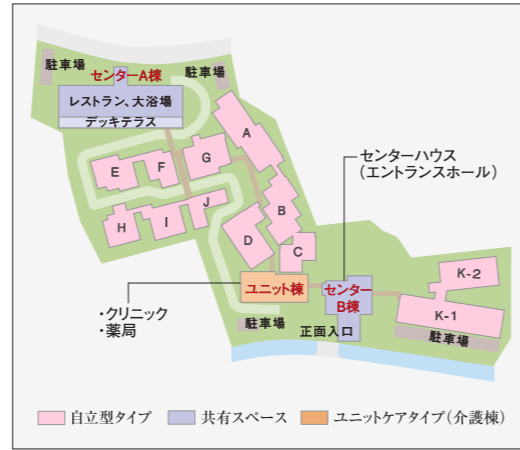 駐車場
センターA棟
駐車場
レストラン、大浴場
デッキテラス
A
センターハウス
(エントランスホール)
G
F
E
B
J
I
H
D
C
K-2
ユニット棟
センター
B棟
K-1
・クリニック
・薬局
駐車場
正面入口
駐車場
自立型タイプ
共有スペース
ユニットケアタイプ(介護棟)